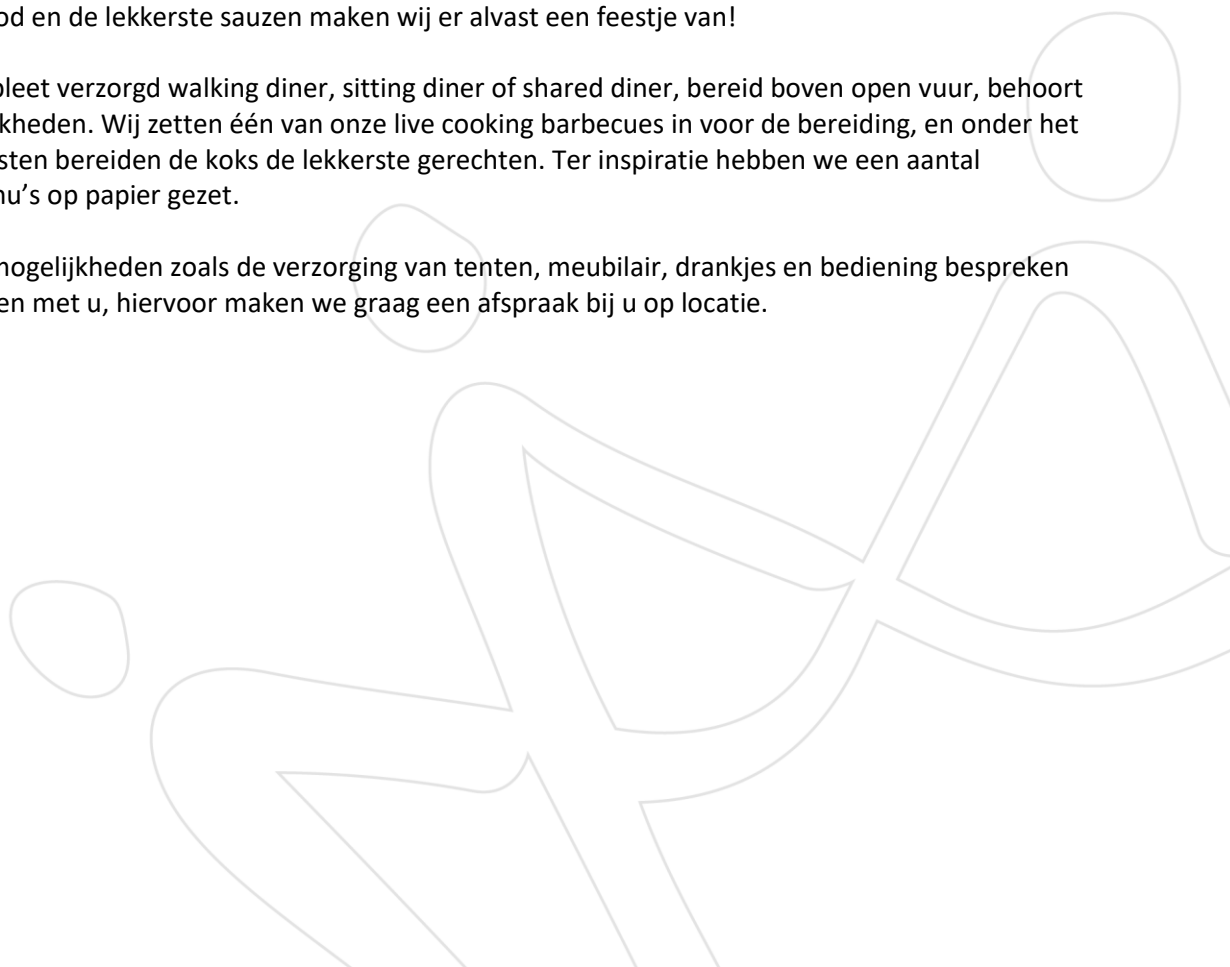 od en de lekkerste sauzen maken wij er alvast een feestje van!
pleet verzorgd walking diner, sitting diner of shared diner, bereid boven open vuur, behoort
kheden. Wij zetten één van onze live cooking barbecues in voor de bereiding, en onder het
sten bereiden de koks de lekkerste gerechten. Ter inspiratie hebben we een aantal
nu’s op papier gezet.
mogelijkheden zoals de verzorging van tenten, meubilair, drankjes en bediening bespreken
en met u, hiervoor maken we graag een afspraak bij u op locatie.